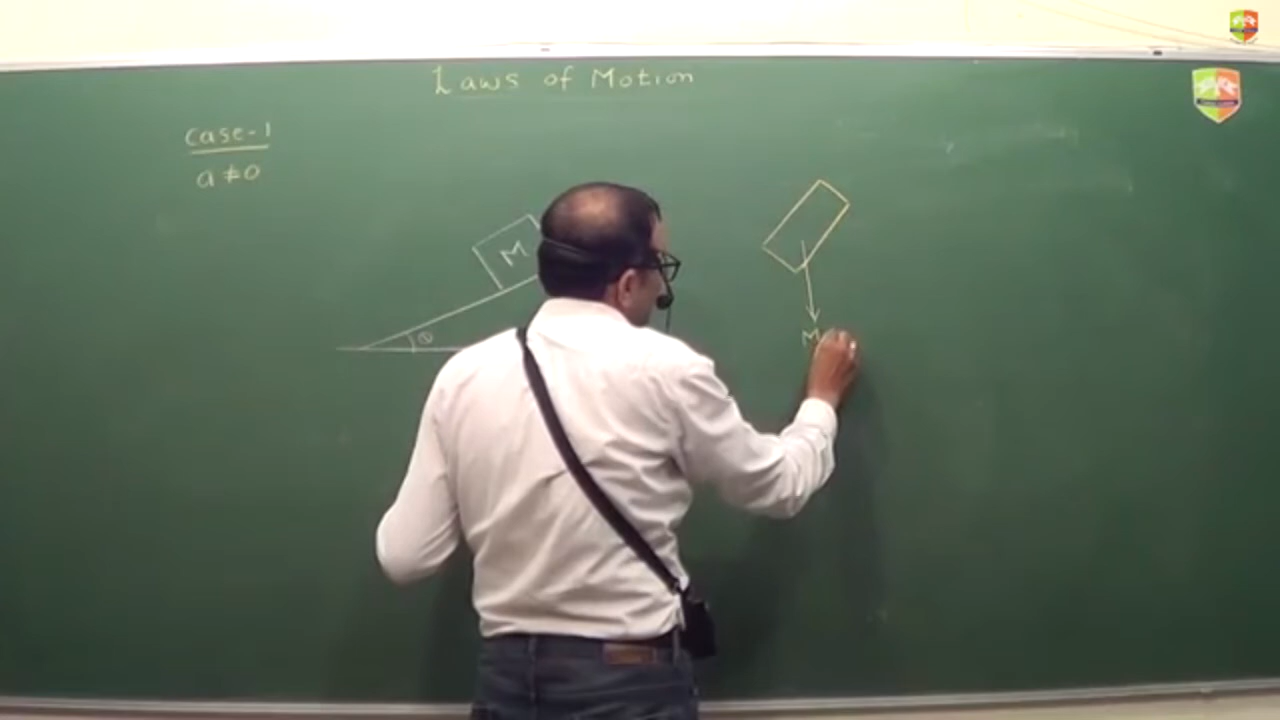 Laws of Motion
Case-1
a ≠ 0
M
θ
M